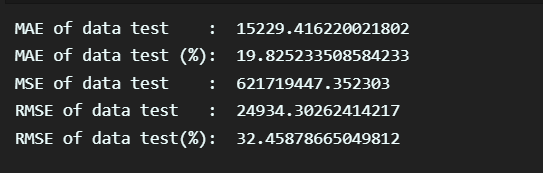 MAE of data test    :  15229.416220021802
MAE of data test (%):  19.825233508584233
MSE of data test    :  621719447.352303
RMSE of data test   :  24934.30262414217
RMSE of data test(%):  32.45878665049812